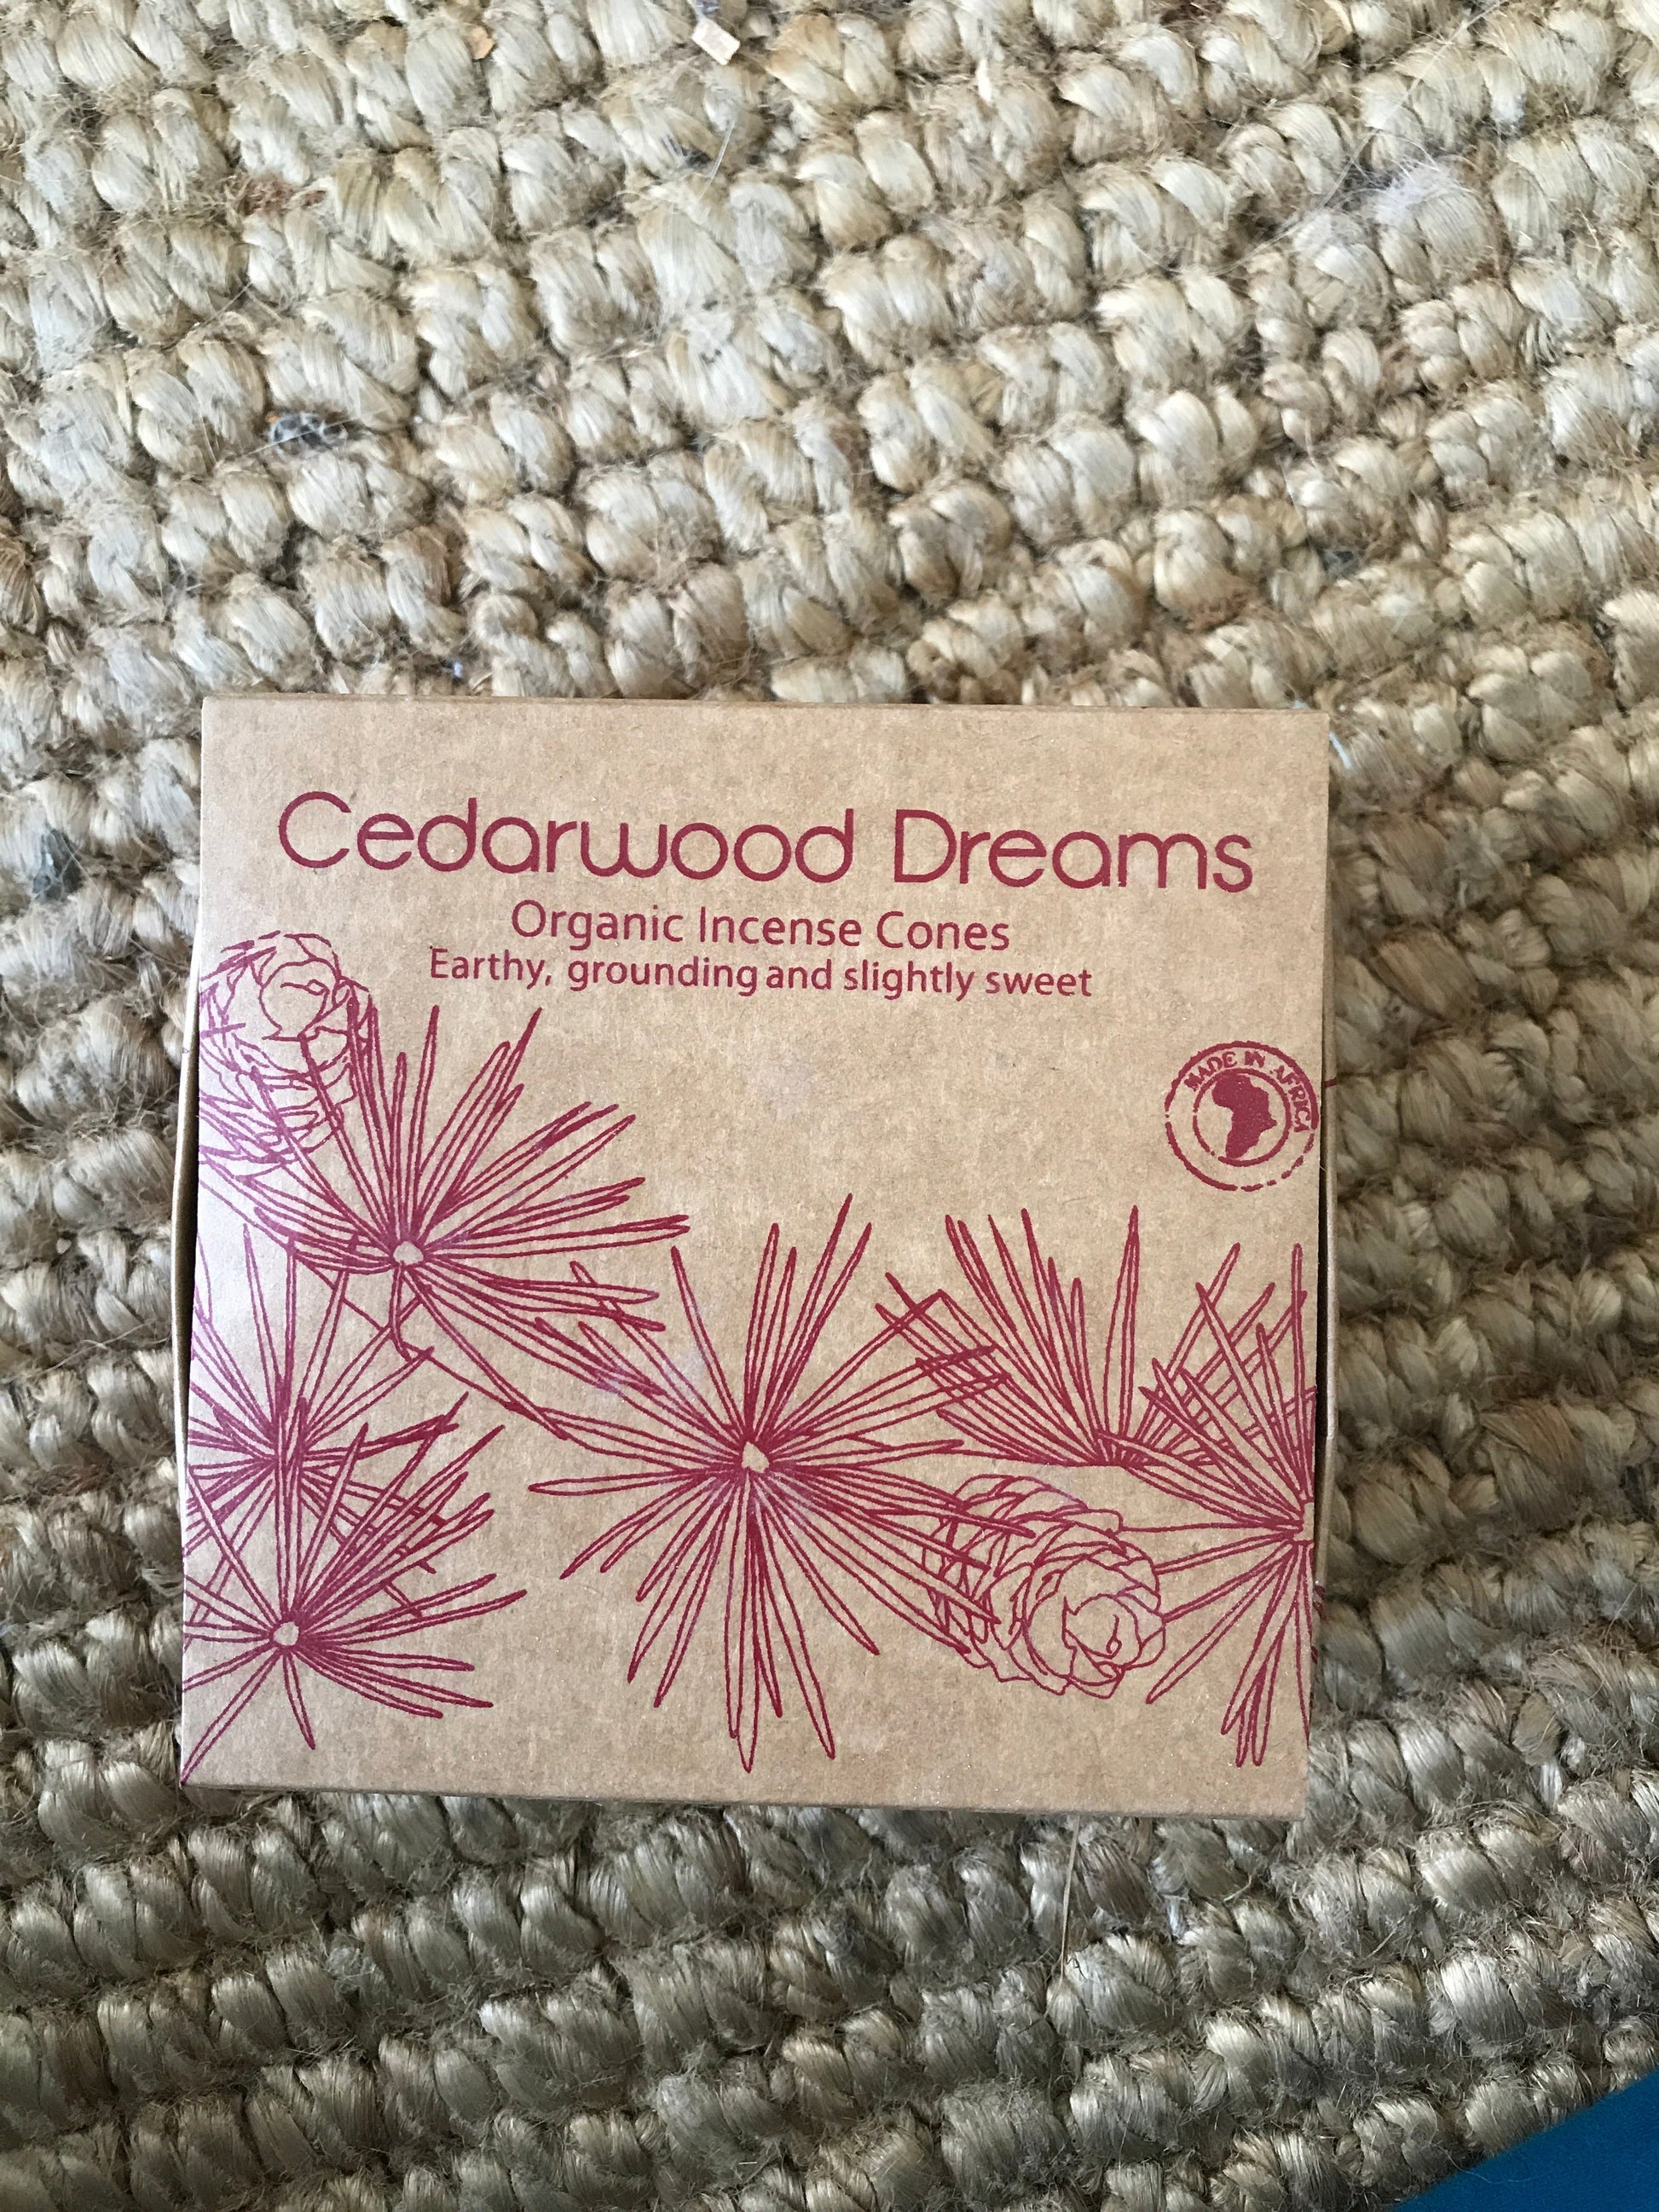 Cedarwood Dreams
Organic Incense Cones
Earthy, grounding and slightly sweet
MADE IN AFRICA